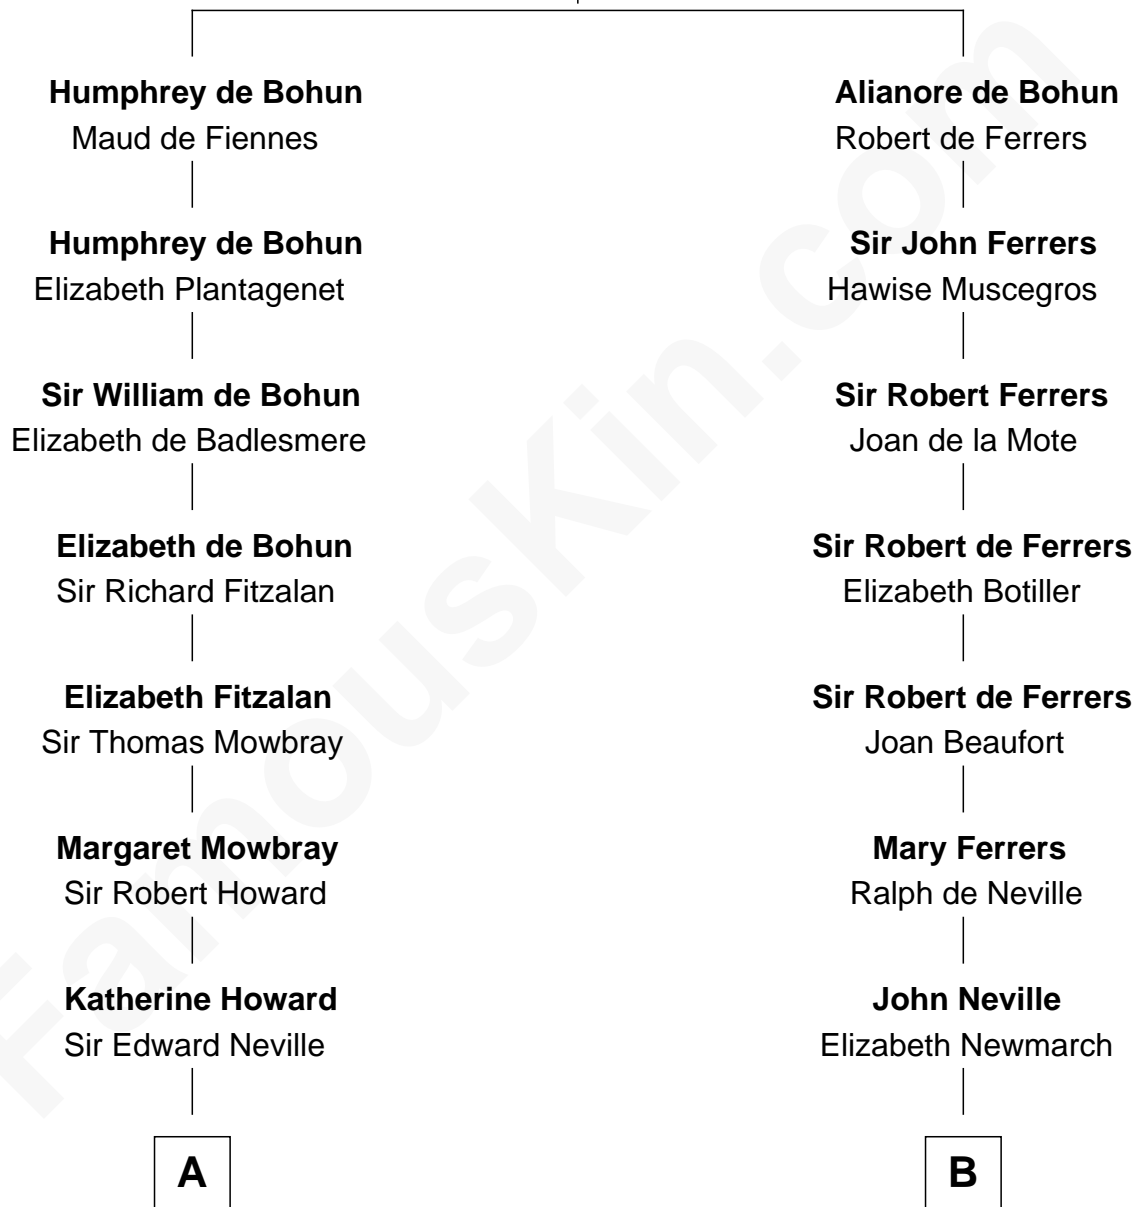 Humphrey de Bohun
Maud de Fiennes
Humphrey de Bohun
Elizabeth Plantagenet
Sir William de Bohun
Elizabeth de Badlesmere
Elizabeth de Bohun
Sir Richard Fitzalan
Elizabeth Fitzalan
Sir Thomas Mowbray
Margaret Mowbray
Sir Robert Howard
Katherine Howard
Sir Edward Neville
A
Alianore de Bohun
Robert de Ferrers
Sir John Ferrers
Hawise Muscegros
Sir Robert Ferrers
Joan de la Mote
Sir Robert de Ferrers
Elizabeth Botiller
Sir Robert de Ferrers
Joan Beaufort
Mary Ferrers
Ralph de Neville
John Neville
Elizabeth Newmarch
B
FamousKin.com